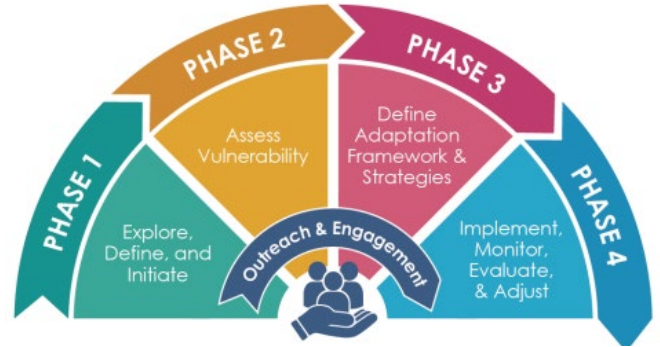 PHASE 1
Explore,
Define, and
Initiate
PHASE 2
Assess
Vulnerability
PHASE 3
Define
Adaptation
Framework &
Strategies
PHASE 4
Implement,
Monitor,
Evaluate,
& Adjust
Outreach & Engagement